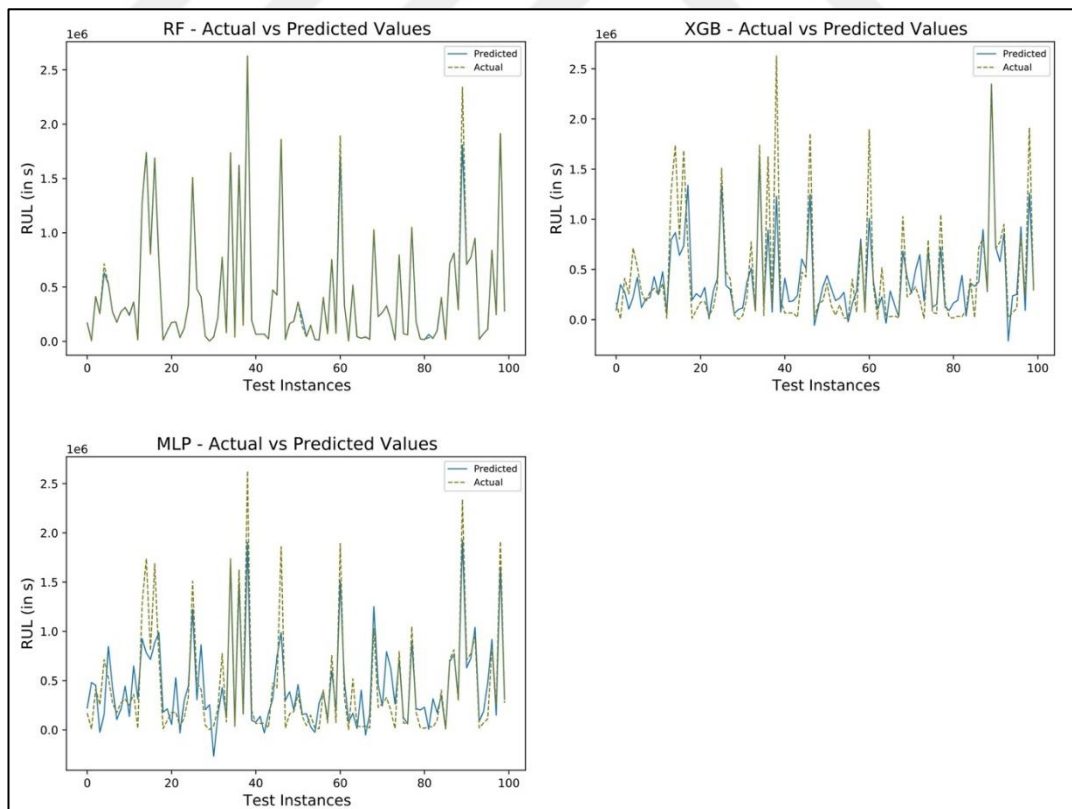 RF - Actual vs Predicted Values
1e6
Predicted
Actual
2.5
2.0
1.5
1.0
0.5
0.0
RUL (in s)
0 20 40 60 80 100
Test Instances
XGB - Actual vs Predicted Values
1e6
Predicted
Actual
2.5
2.0
1.5
1.0
0.5
0.0
RUL (in s)
0 20 40 60 80 100
Test Instances
MLP - Actual vs Predicted Values
1e6
Predicted
Actual
2.5
2.0
1.5
1.0
0.5
0.0
RUL (in s)
0 20 40 60 80 100
Test Instances